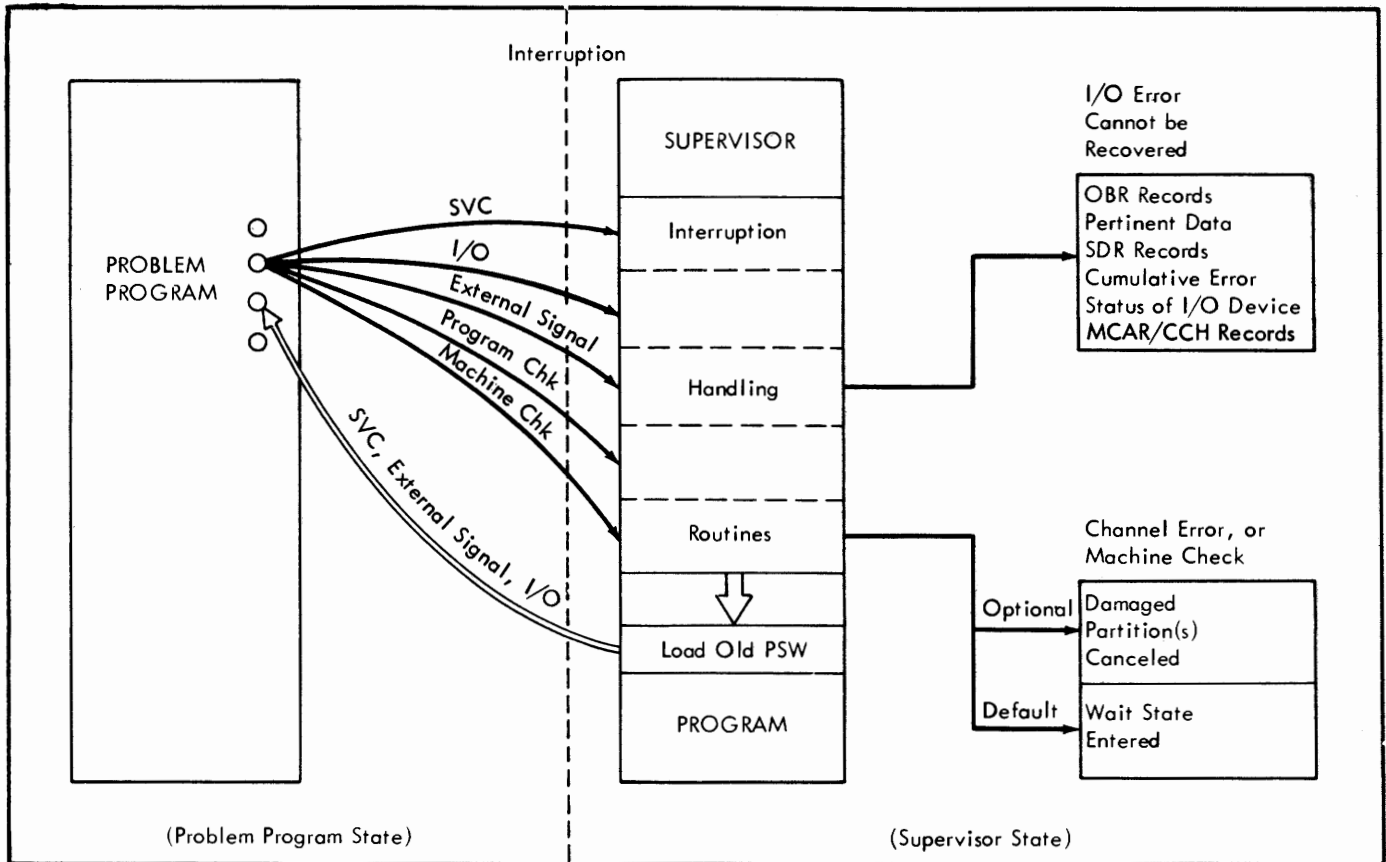 Interruption
PROBLEM
PROGRAM
SVC
I/O
External Signal
Program Chk
Machine Chk
SVC, External Signal, I/O
SUPERVISOR
Interruption
Handling
Routines
Load Old PSW
PROGRAM
I/O Error
Cannot be
Recovered
OBR Records
Pertinent Data
SDR Records
Cumulative Error
Status of I/O Device
MCAR/CCH Records
Channel Error, or
Machine Check
Optional
Damaged
Partition(s)
Canceled
Default
Wait State
Entered
(Problem Program State)
(Supervisor State)